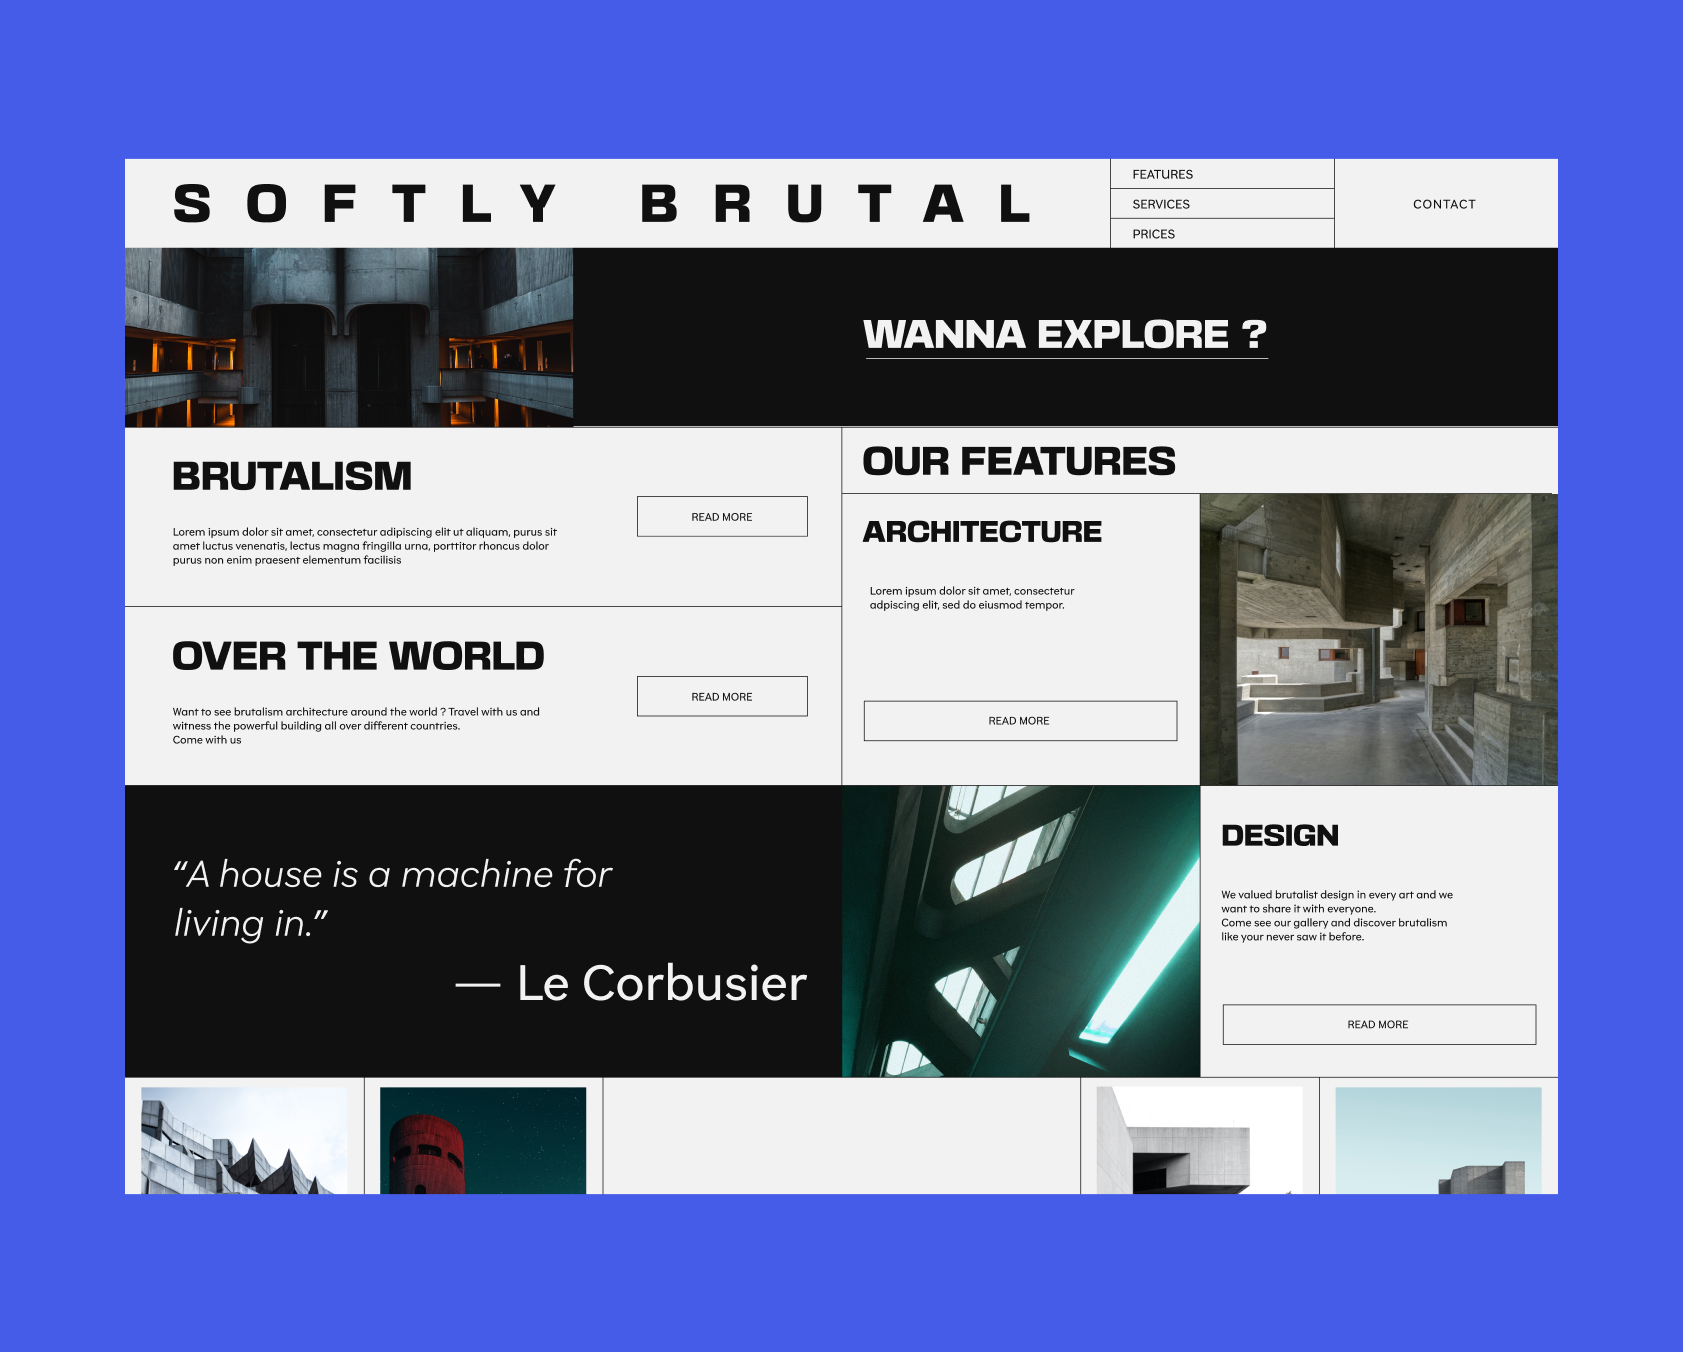 SOFTLY BRUTAL
FEATURES
SERVICES
PRICES
CONTACT
WANNA EXPLORE ?
BRUTALISM
Lorem ipsum dolor sit amet, consectetur adipiscing elit ut aliquam, purus sit
amet luctus venenatis, lectus magna fringilla urna, porttitor rhoncus dolor
purus non enim praesent elementum facilisis
READ MORE
OVER THE WORLD
Want to see brutalism architecture around the world ? Travel with us and
witness the powerful building all over different countries.
Come with us
READ MORE
OUR FEATURES
ARCHITECTURE
Lorem ipsum dolor sit amet, consectetur
adpiscing elit, sed do eiusmod tempor.
READ MORE
“A house is a machine for
living in.”
— Le Corbusier
DESIGN
We valued brutalist design in every art and we
want to share it with everyone.
Come see our gallery and discover brutalism
like your never saw it before.
READ MORE